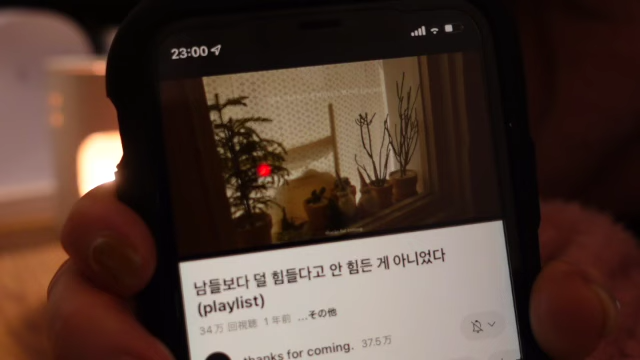 23:00
남들보다 덜 힘들다고 안 힘든 게 아니었다
(playlist)
34万 回視聴 1年前 ...その他
thanks for coming. 37.5万